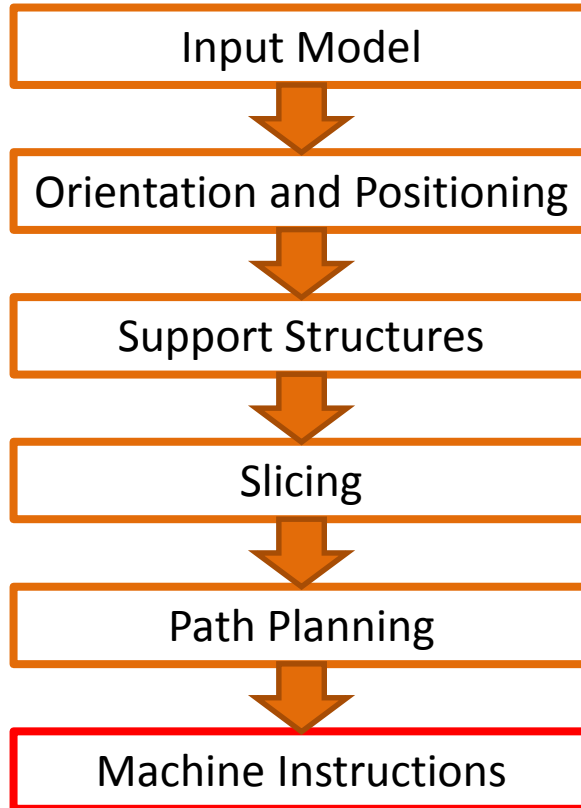 Input Model
Orientation and Positioning
Support Structures
Slicing
Path Planning
Machine Instructions